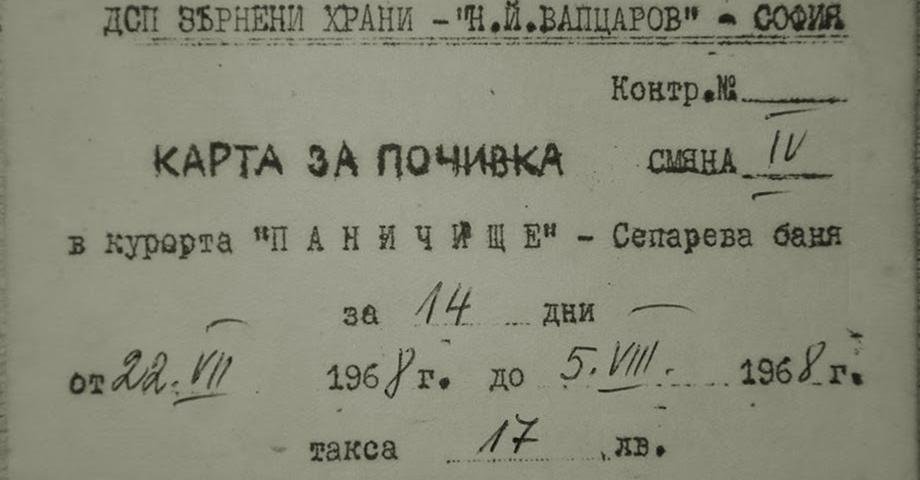 ДСП ЗЪРНЕНИ ХРАНИ - "Н.Й.ВАПЦАРОВ" - СОФИЯ
Контр.№
КАРТА ЗА ПОЧИВКА СМЯНА IV
в курорта "ПАНИЧИЩЕ" - Сепарева баня
за 14 дни
от 22.VII 1968 г. до 5.VIII. 1968 г.
такса 17 лв.